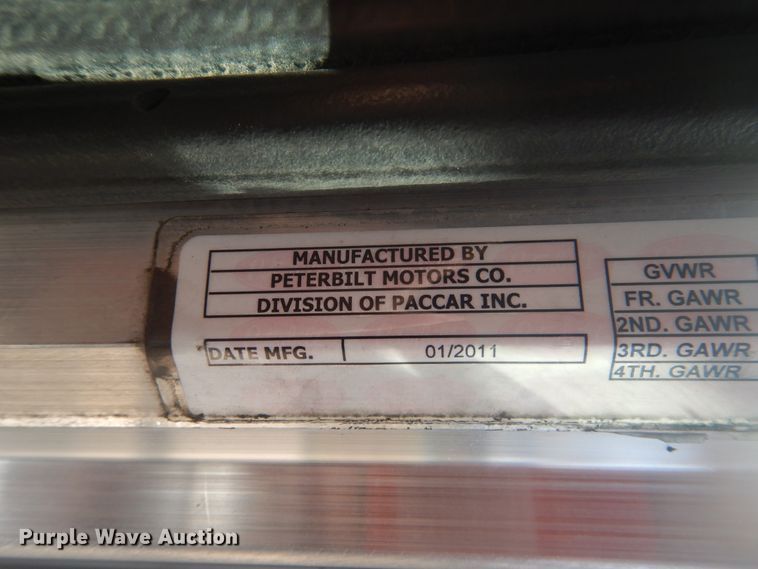 MANUFACTURED BY
PETERBILT MOTORS CO.
DIVISION OF PACCAR INC.
DATE MFG. 01/2011
GVWR
FR. GAWR
2ND. GAWR
3RD. GAWR
4TH. GAWR
Purple Wave Auction